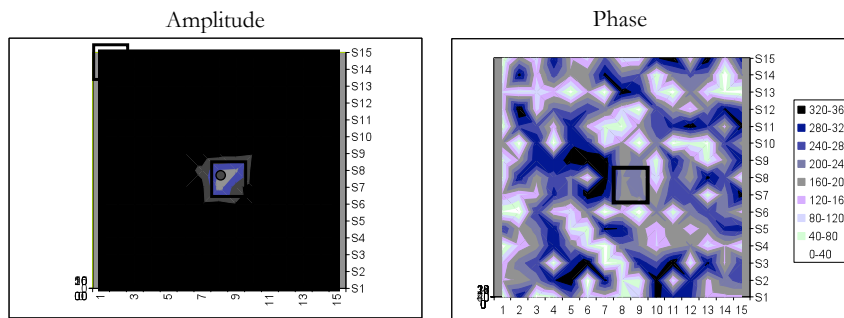 Amplitude
Phase
S15
S14
S13
S12
S11
S10
S9
S8
S7
S6
S5
S4
S3
S2
S1
1 3 5 7 9 11 13 15
S15
S14
S13
S12
S11
S10
S9
S8
S7
S6
S5
S4
S3
S2
S1
1 2 3 4 5 6 7 8 9 10 11 12 13 14 15
320-36
280-32
240-28
200-24
160-20
120-16
80-120
40-80
0-40